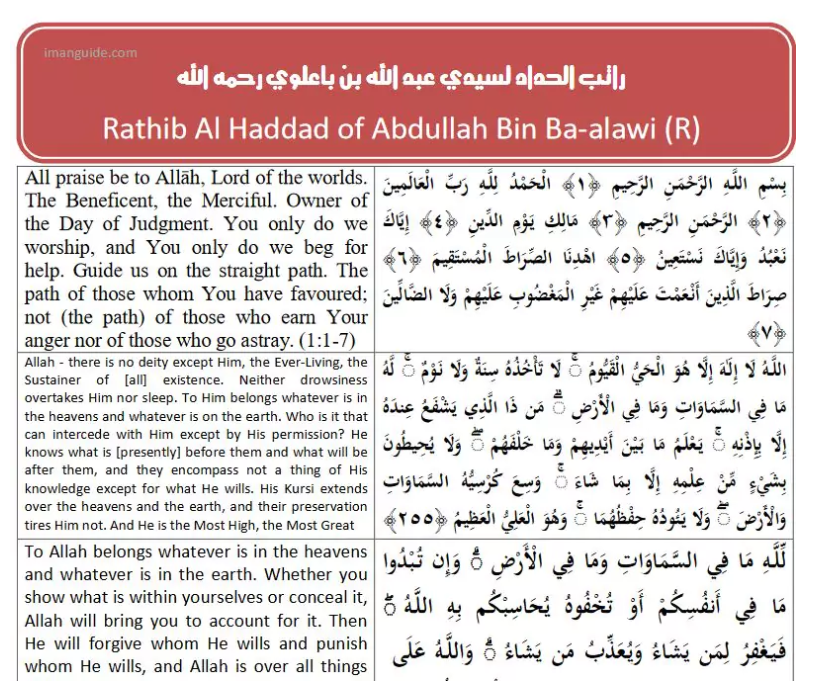 imanguide.com
راتب الحداد لسيدي عبد الله بن باعلوي رحمه الله
Rathib Al Haddad of Abdullah Bin Ba-alawi (R)
All praise be to Allāh, Lord of the worlds.
The Beneficent, the Merciful. Owner of
the Day of Judgment. You only do we
worship, and You only do we beg for
help. Guide us on the straight path. The
path of those whom You have favoured;
not (the path) of those who earn Your
anger nor of those who go astray. (1:1-7)
بِسْمِ اللَّهِ الرَّحْمَٰنِ الرَّحِيمِ ﴿١﴾ الْحَمْدُ لِلَّهِ رَبِّ الْعَالَمِينَ
﴿٢﴾ الرَّحْمَٰنِ الرَّحِيمِ ﴿٣﴾ مَالِكِ يَوْمِ الدِّينِ ﴿٤﴾ إِيَّاكَ
نَعْبُدُ وَإِيَّاكَ نَسْتَعِينُ ﴿٥﴾ اهْدِنَا الصِّرَاطَ الْمُسْتَقِيمَ ﴿٦﴾
صِرَاطَ الَّذِينَ أَنْعَمْتَ عَلَيْهِمْ غَيْرِ الْمَغْضُوبِ عَلَيْهِمْ وَلَا الضَّالِّينَ
﴿٧﴾
Allah - there is no deity except Him, the Ever-Living, the
Sustainer of [all] existence. Neither drowsiness
overtakes Him nor sleep. To Him belongs whatever is in
the heavens and whatever is on the earth. Who is it that
can intercede with Him except by His permission? He
knows what is [presently] before them and what will be
after them, and they encompass not a thing of His
knowledge except for what He wills. His Kursi extends
over the heavens and the earth, and their preservation
tires Him not. And He is the Most High, the Most Great
اللَّهُ لَا إِلَٰهَ إِلَّا هُوَ الْحَيُّ الْقَيُّومُ ۚ لَا تَأْخُذُهُ سِنَةٌ وَلَا نَوْمٌ ۚ لَّهُ
مَا فِي السَّمَاوَاتِ وَمَا فِي الْأَرْضِ ۗ مَن ذَا الَّذِي يَشْفَعُ عِندَهُ
إِلَّا بِإِذْنِهِ ۚ يَعْلَمُ مَا بَيْنَ أَيْدِيهِمْ وَمَا خَلْفَهُمْ ۖ وَلَا يُحِيطُونَ
بِشَيْءٍ مِّنْ عِلْمِهِ إِلَّا بِمَا شَاءَ ۚ وَسِعَ كُرْسِيُّهُ السَّمَاوَاتِ
وَالْأَرْضَ ۖ وَلَا يَئُودُهُ حِفْظُهُمَا ۚ وَهُوَ الْعَلِيُّ الْعَظِيمُ ﴿٢٥٥﴾
To Allah belongs whatever is in the heavens
and whatever is in the earth. Whether you
show what is within yourselves or conceal it,
Allah will bring you to account for it. Then
He will forgive whom He wills and punish
whom He wills, and Allah is over all things
لِّلَّهِ مَا فِي السَّمَاوَاتِ وَمَا فِي الْأَرْضِ ۗ وَإِن تُبْدُوا
مَا فِي أَنفُسِكُمْ أَوْ تُخْفُوهُ يُحَاسِبْكُم بِهِ اللَّهُ ۖ
فَيَغْفِرُ لِمَن يَشَاءُ وَيُعَذِّبُ مَن يَشَاءُ ۗ وَاللَّهُ عَلَىٰ